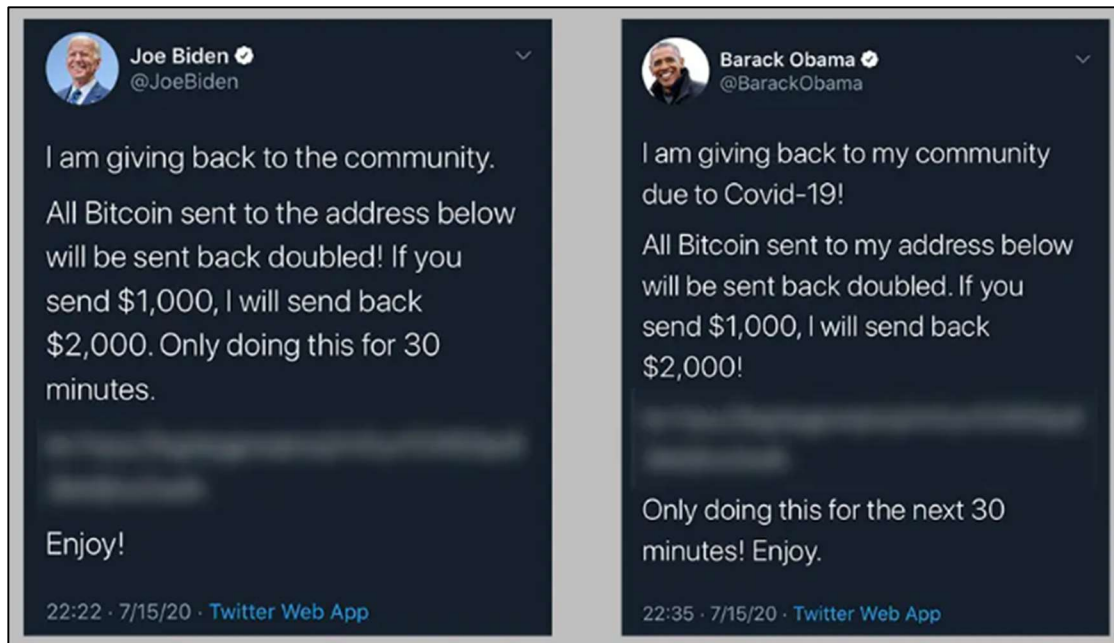 Joe Biden
@JoeBiden
I am giving back to the community.
All Bitcoin sent to the address below
will be sent back doubled! If you
send $1,000, I will send back
$2,000. Only doing this for 30
minutes.
Enjoy!
22:22 · 7/15/20 · Twitter Web App
Barack Obama
@BarackObama
I am giving back to my community
due to Covid-19!
All Bitcoin sent to my address below
will be sent back doubled. If you
send $1,000, I will send back
$2,000!
Only doing this for the next 30
minutes! Enjoy.
22:35 · 7/15/20 · Twitter Web App